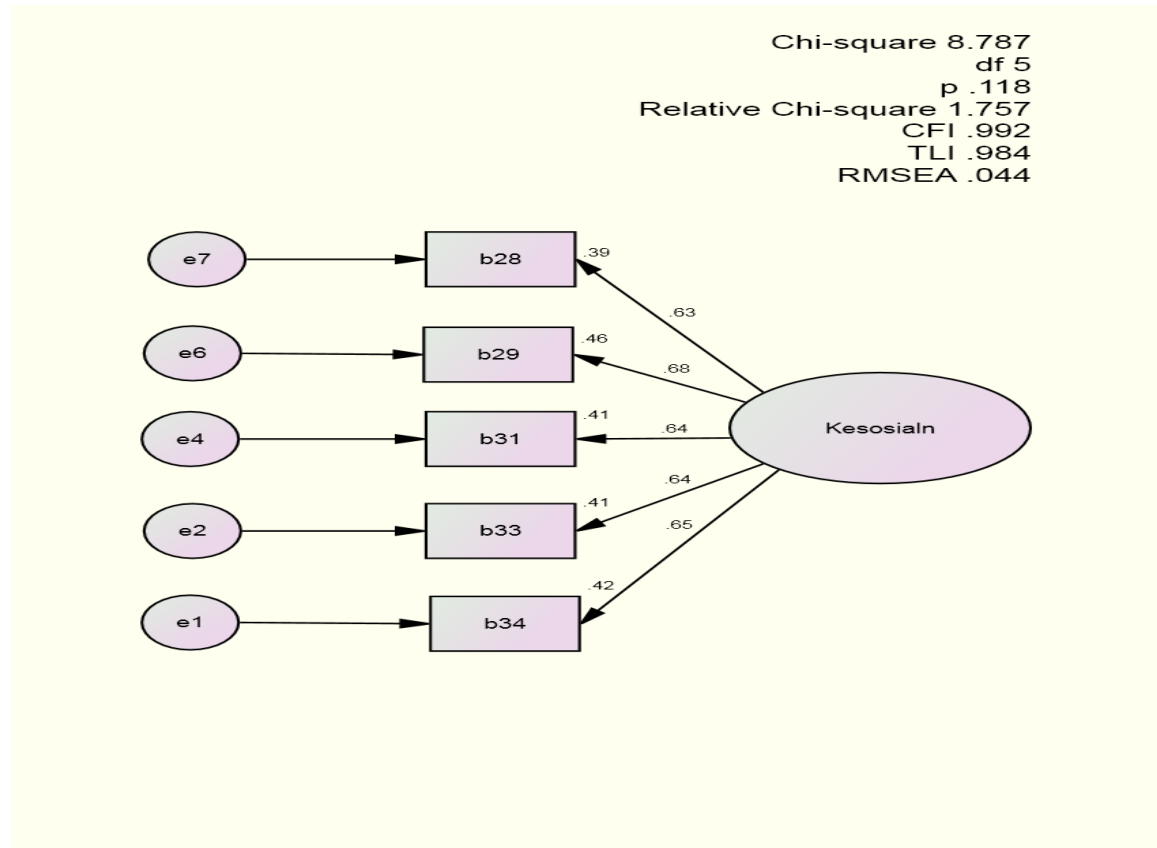 Chi-square 8.787
df 5
p .118
Relative Chi-square 1.757
CFI .992
TLI .984
RMSEA .044
e7
b28
.39
.63
e6
b29
.46
.68
e4
b31
.41
.64
Kesosialn
e2
b33
.41
.64
.65
e1
b34
.42